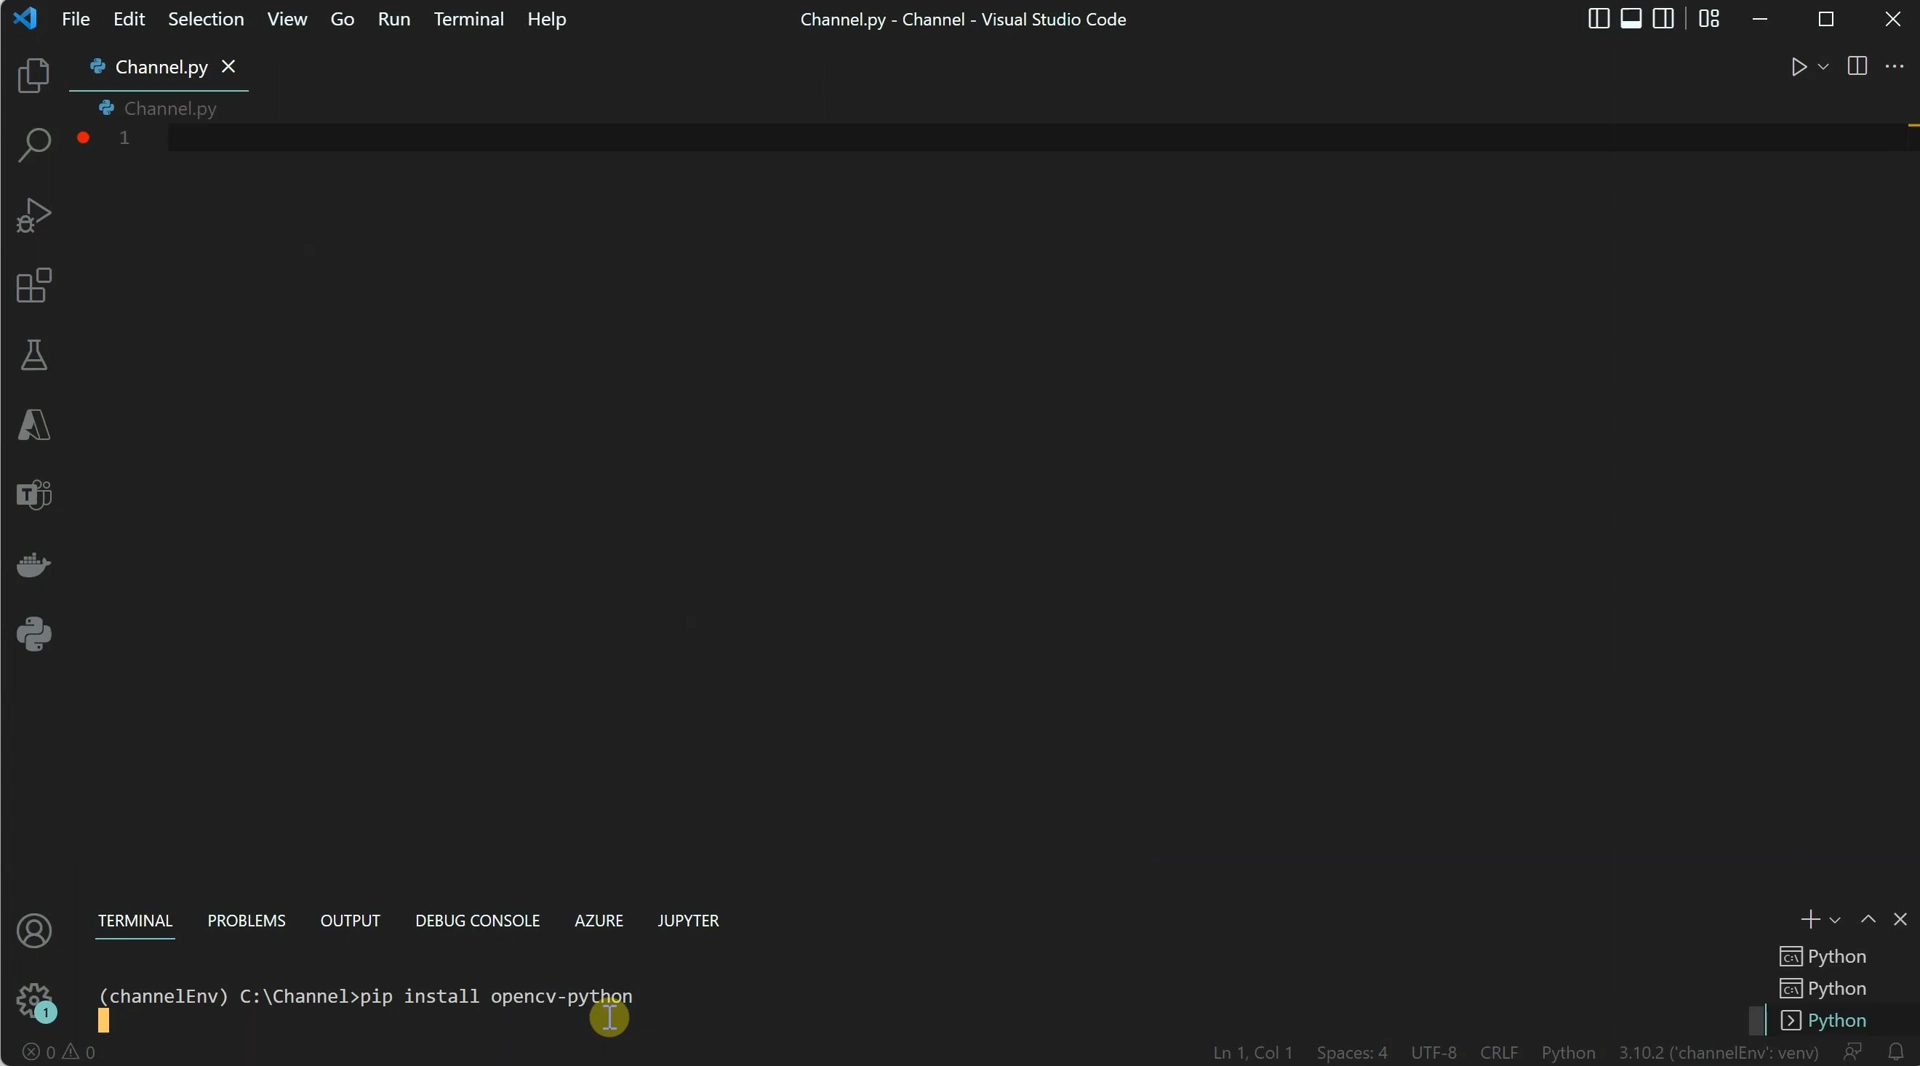 File Edit Selection View Go Run Terminal Help Channel.py - Channel - Visual Studio Code
Channel.py
Channel.py
1
TERMINAL PROBLEMS OUTPUT DEBUG CONSOLE AZURE JUPYTER
Python
(channelEnv) C:\Channel>pip install opencv-python
Python
1
Python
0 0 Ln 1, Col 1 Spaces: 4 UTF-8 CRLF Python 3.10.2 ('channelEnv': venv)